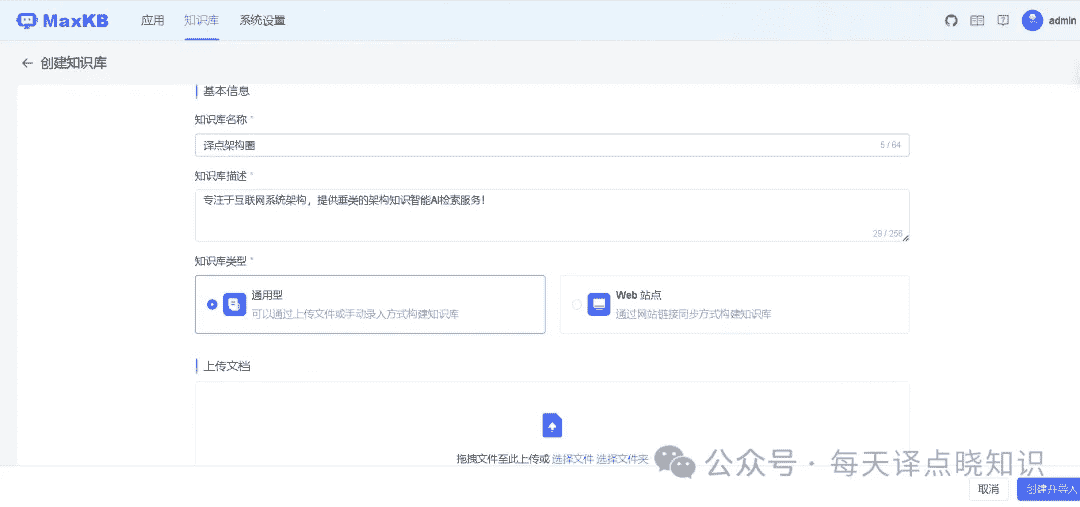 MaxKB 应用 知识库 系统设置 admin
← 创建知识库
基本信息
知识库名称 *
译点架构圈
5 / 64
知识库描述 *
专注于互联网系统架构，提供垂类的架构知识智能AI检索服务！
29 / 256
知识库类型 *
通用型
可以通过上传文件或手动录入方式构建知识库
Web 站点
通过网站链接同步方式构建知识库
上传文档
拖拽文件至此上传或 选择文件 选择文件夹
公众号 · 每天译点晓知识
取消
创建并导入